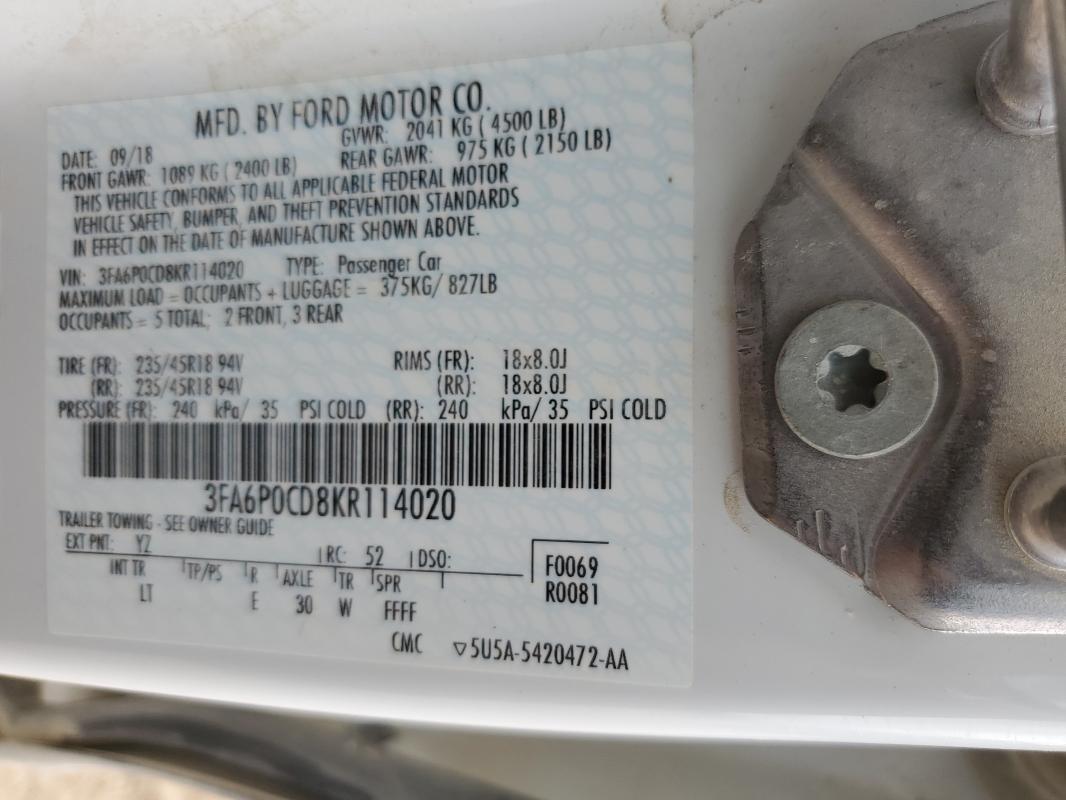 MFD. BY FORD MOTOR CO.
DATE: 09/18 GVWR: 2041 KG ( 4500 LB)
FRONT GAWR: 1089 KG ( 2400 LB) REAR GAWR: 975 KG ( 2150 LB)
THIS VEHICLE CONFORMS TO ALL APPLICABLE FEDERAL MOTOR
VEHICLE SAFETY, BUMPER, AND THEFT PREVENTION STANDARDS
IN EFFECT ON THE DATE OF MANUFACTURE SHOWN ABOVE.
VIN: 3FA6P0CD8KR114020 TYPE: Passenger Car
MAXIMUM LOAD = OCCUPANTS + LUGGAGE = 375KG/ 827LB
OCCUPANTS = 5 TOTAL; 2 FRONT, 3 REAR
TIRE (FR): 235/45R18 94V RIMS (FR): 18x8.0J
(RR): 235/45R18 94V (RR): 18x8.0J
PRESSURE (FR): 240 kPa/ 35 PSI COLD (RR): 240 kPa/ 35 PSI COLD
3FA6P0CD8KR114020
TRAILER TOWING - SEE OWNER GUIDE
EXT PNT: YZ RC: 52 DSO:
INT TR TP/PS R AXLE TR SPR
LT E 30 W FFFF
F0069
R0081
CMC ▽5U5A-5420472-AA